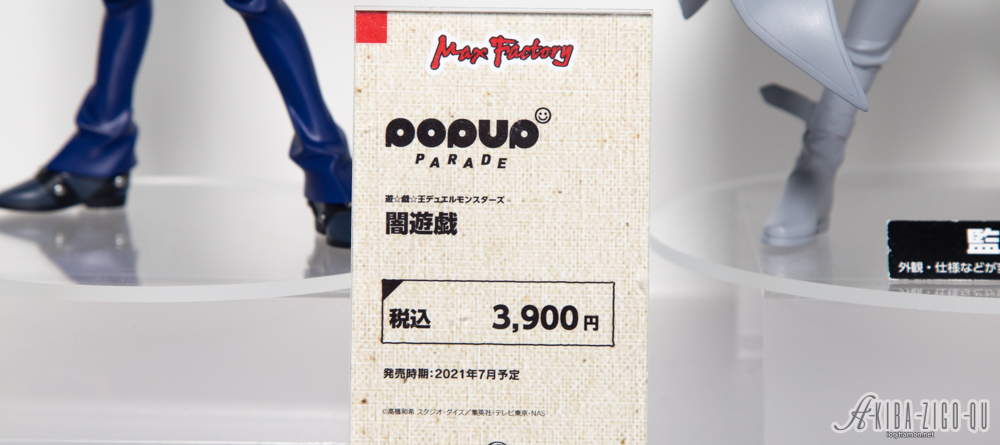 Max Factory
POPUP
PARADE
遊☆戯☆王デュエルモンスターズ
闇遊戯
税込 3,900円
発売時期:2021年7月予定
©高橋和希 スタジオ・ダイス/集英社・テレビ東京・NAS
監
外観・仕様などが
AKIBA-ZIGO-QU